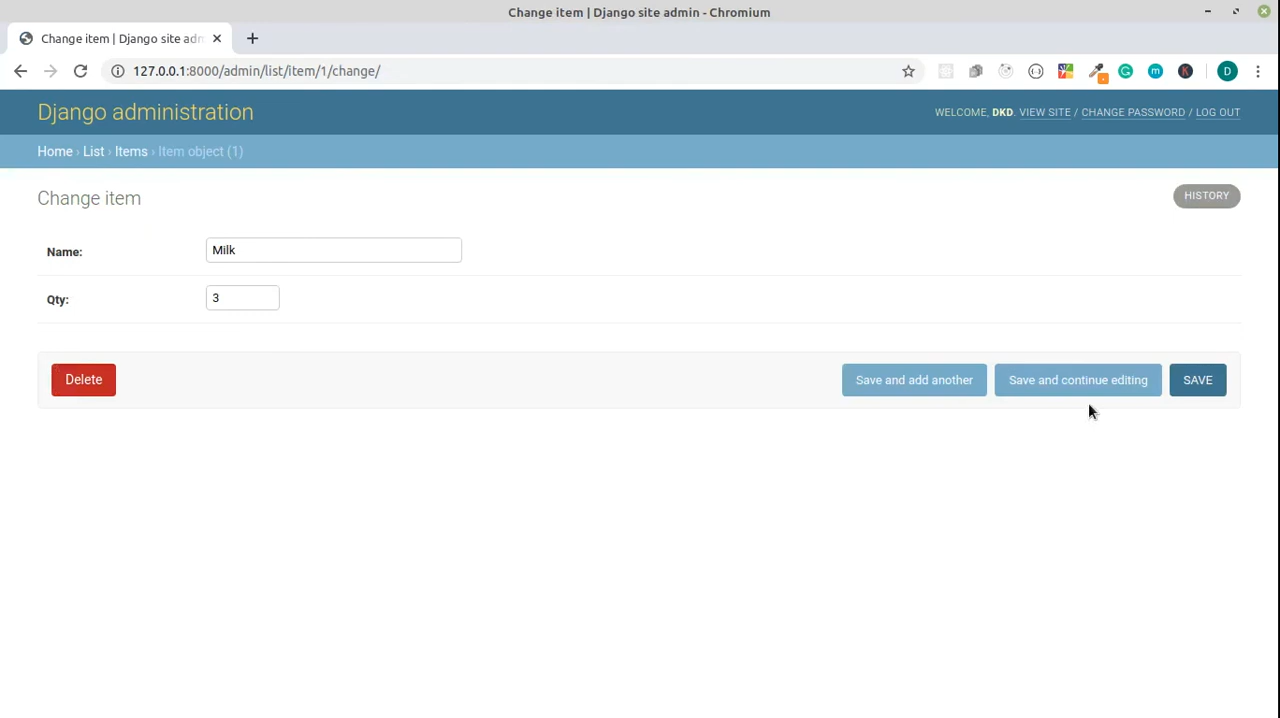 Change item | Django site admin - Chromium
Change item | Django site adm
127.0.0.1:8000/admin/list/item/1/change/
D
Django administration
WELCOME, DKD. VIEW SITE / CHANGE PASSWORD / LOG OUT
Home › List › Items › Item object (1)
Change item
HISTORY
Name:
Milk
Qty:
3
Delete
Save and add another
Save and continue editing
SAVE